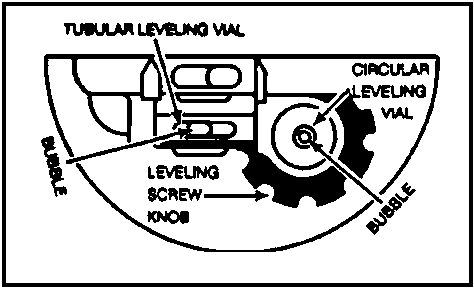 TUBULAR LEVELING VIAL
CIRCULAR
LEVELING
VIAL
BUBBLE
LEVELING
SCREW
KNOB
BUBBLE